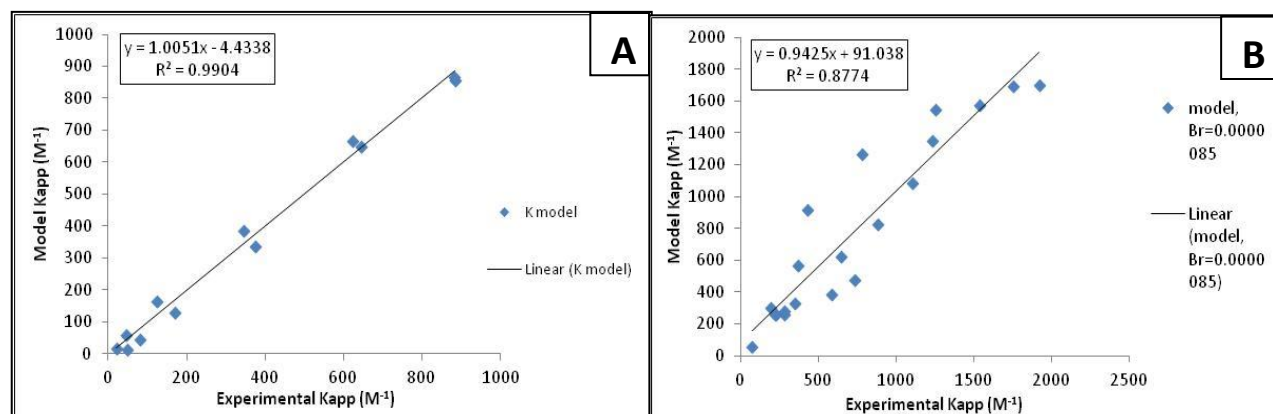 A
y = 1.0051x - 4.4338
R² = 0.9904
Model Kapp (M⁻¹)
1000
900
800
700
600
500
400
300
200
100
0
0 200 400 600 800 1000
Experimental Kapp (M⁻¹)
K model
Linear (K model)
B
y = 0.9425x + 91.038
R² = 0.8774
Model Kapp (M⁻¹)
2000
1800
1600
1400
1200
1000
800
600
400
200
0
0 500 1000 1500 2000 2500
Experimental Kapp (M⁻¹)
model,
Br=0.0000
085
Linear
(model,
Br=0.0000
085)